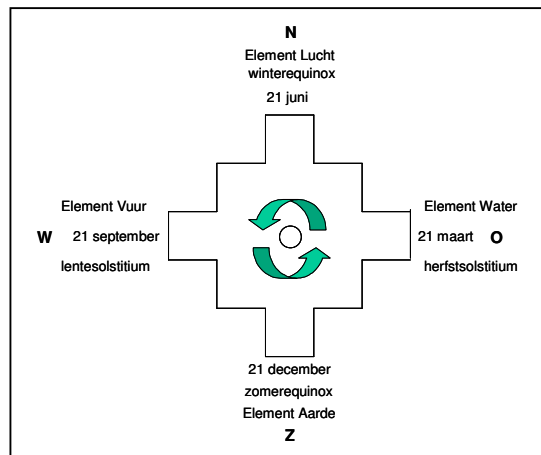 N
Element Lucht
winterequinox
21 juni
Element Vuur
W 21 september
lentesolstitium
Element Water
21 maart O
herfstsolstitium
21 december
zomerequinox
Element Aarde
Z